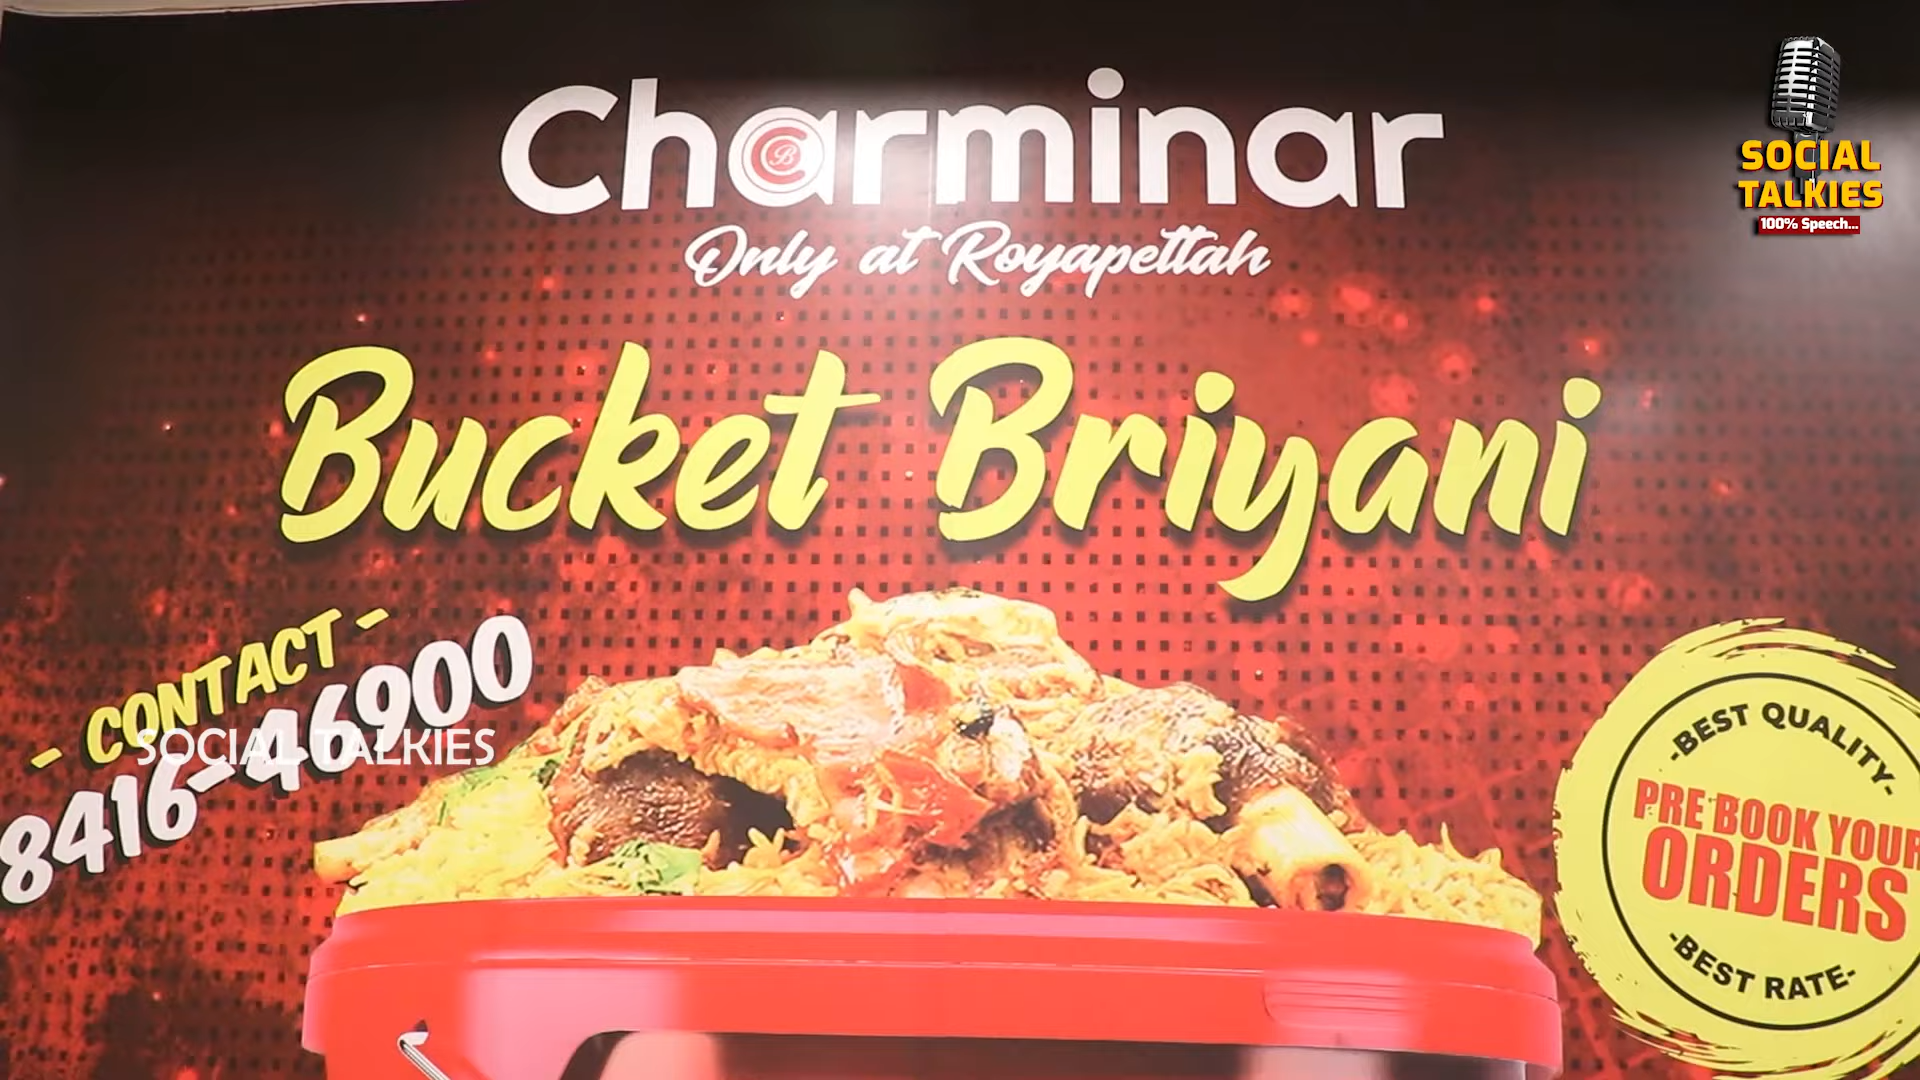 Charminar
CB
Only at Royapettah
Bucket Briyani
- CONTACT -
8416-46900
SOCIAL TALKIES
-BEST QUALITY-
PRE BOOK YOUR
ORDERS
-BEST RATE-
SOCIAL
TALKIES
100% Speech...